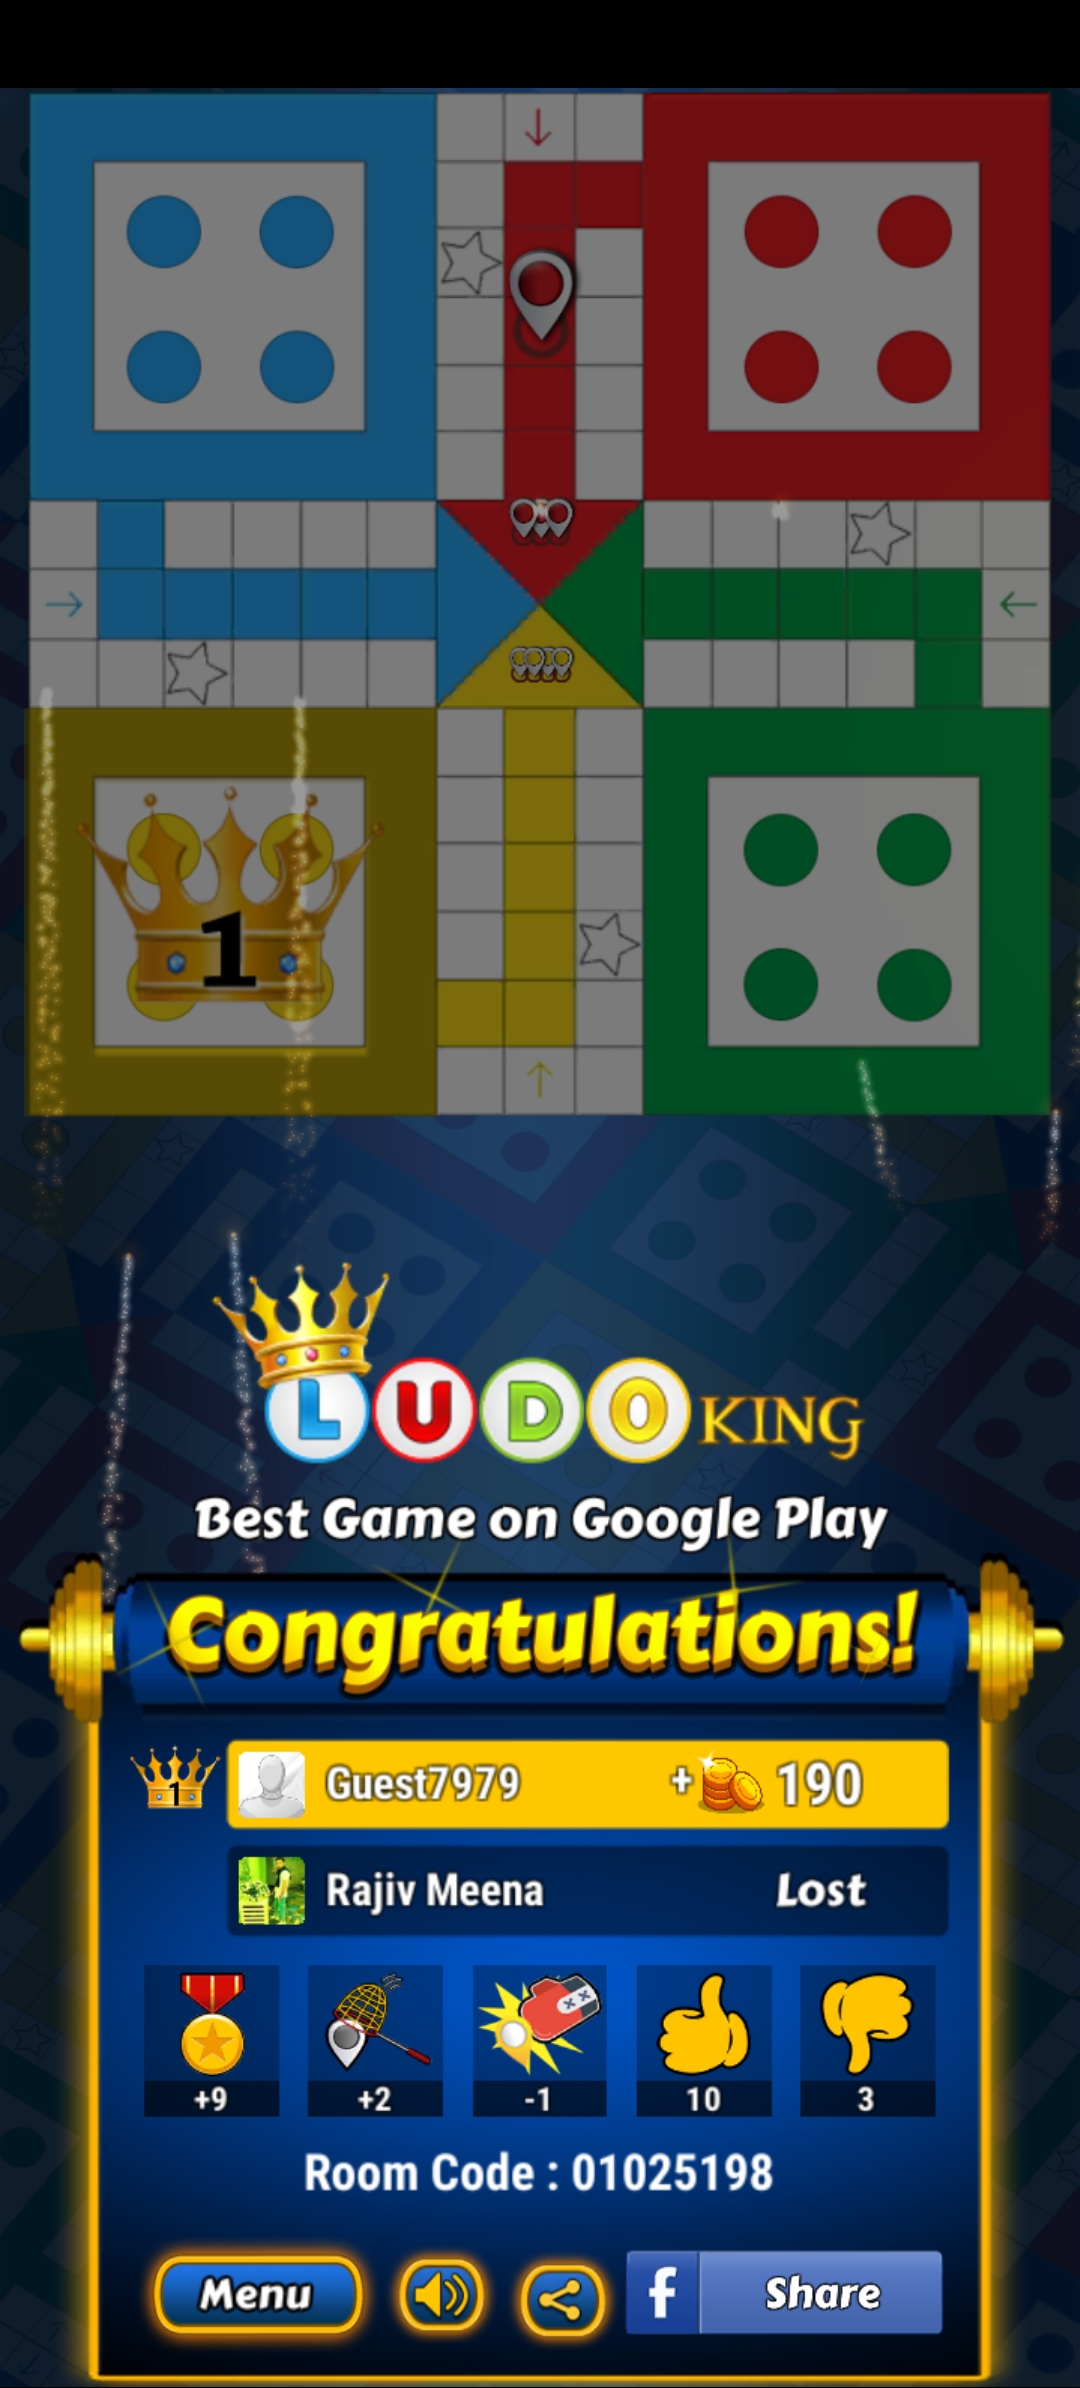 1
LUDO KING
Best Game on Google Play
Congratulations!
1 Guest7979 + 190
Rajiv Meena Lost
+9 +2 -1 10 3
Room Code : 01025198
Menu f Share